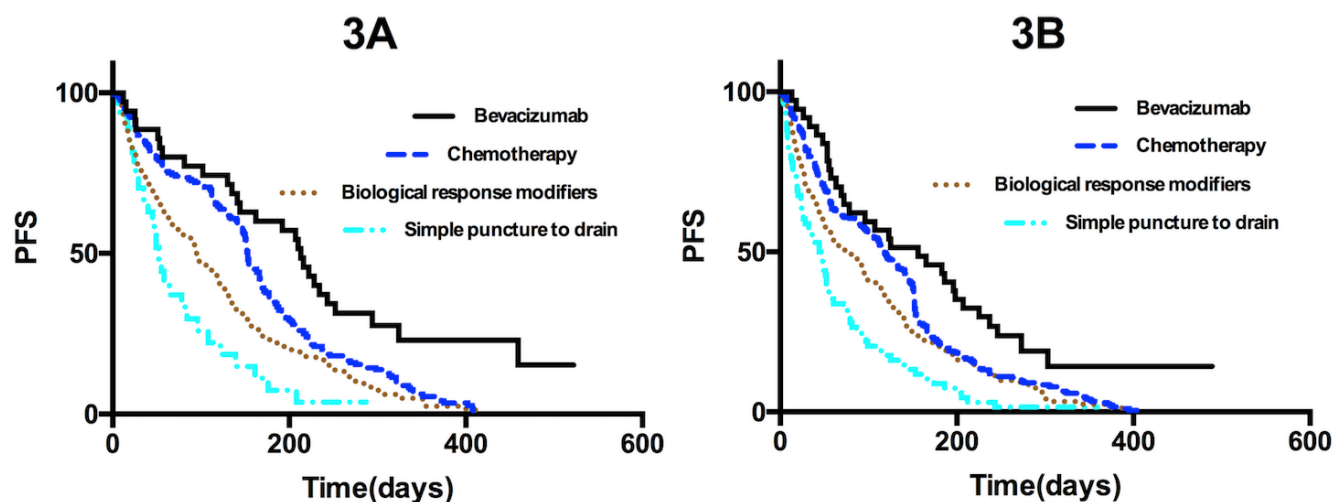 3A
PFS
100
50
0
Bevacizumab
Chemotherapy
Biological response modifiers
Simple puncture to drain
0 200 400 600
Time(days)
3B
PFS
100
50
0
Bevacizumab
Chemotherapy
Biological response modifiers
Simple puncture to drain
0 200 400 600
Time(days)